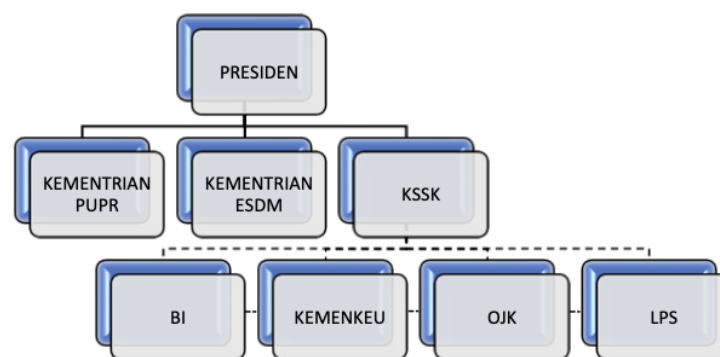 PRESIDEN
KEMENTRIAN
PUPR
KEMENTRIAN
ESDM
KSSK
BI
KEMENKEU
OJK
LPS